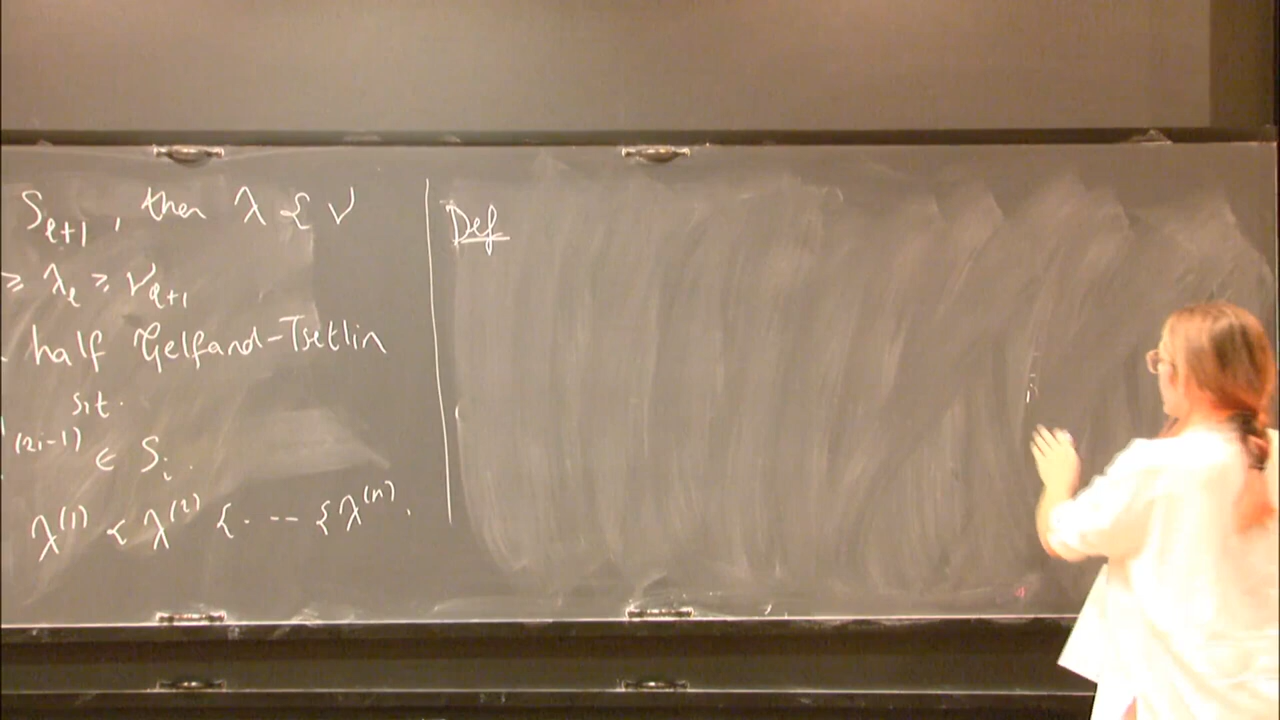 S_{ℓ+1}, then λ ≺ ν
≥ λ_ℓ ≥ ν_{ℓ+1}
half Gelfand-Tsetlin
s.t.
(2i-1) ∈ S_i.
λ^{(1)} ≺ λ^{(2)} ≺ ... ≺ λ^{(n)}.
Def